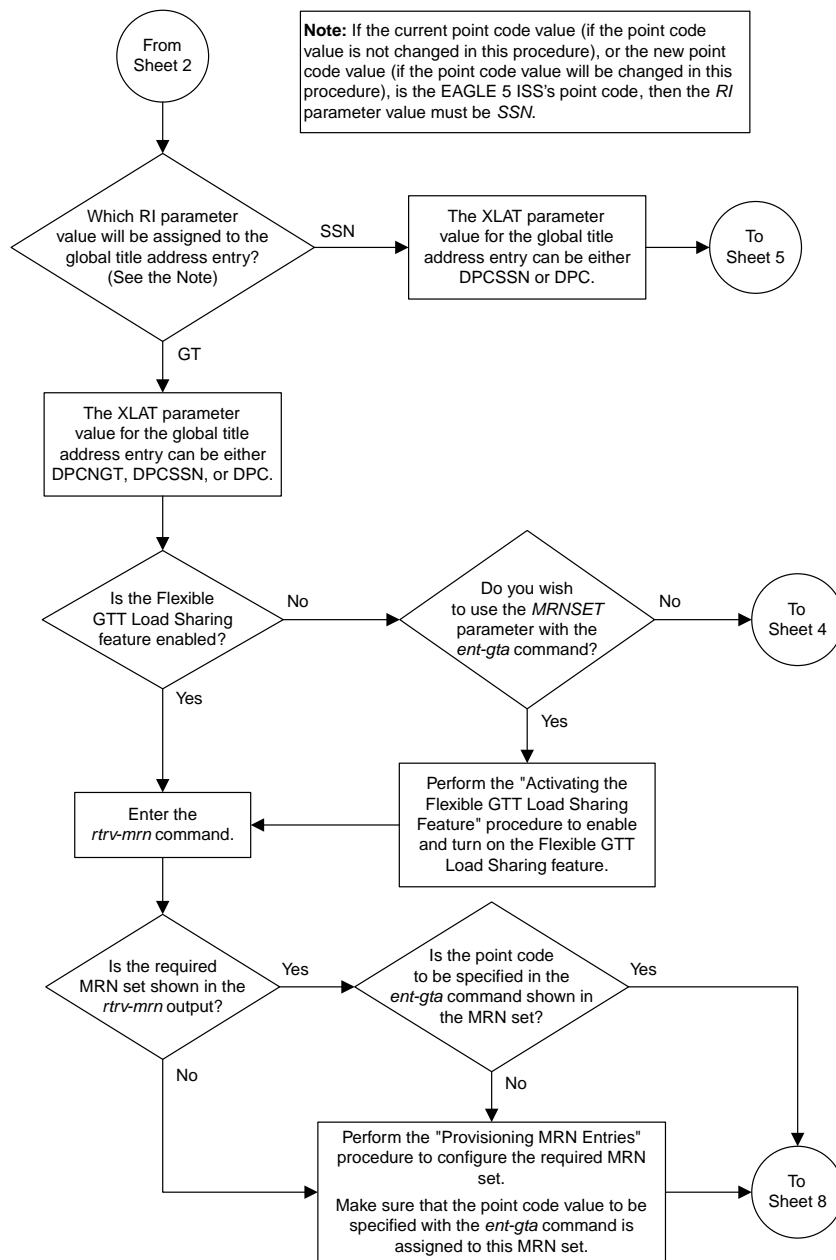 From
Sheet 2
Note: If the current point code value (if the point code
value is not changed in this procedure), or the new point
code value (if the point code value will be changed in this
procedure), is the EAGLE 5 ISS's point code, then the RI
parameter value must be SSN.
Which RI parameter
value will be assigned to the
global title address entry?
(See the Note)
SSN
The XLAT parameter
value for the global title
address entry can be either
DPCSSN or DPC.
To
Sheet 5
GT
The XLAT parameter
value for the global title
address entry can be either
DPCNGT, DPCSSN, or DPC.
Is the Flexible
GTT Load Sharing
feature enabled?
No
Do you wish
to use the MRNSET
parameter with the
ent-gta command?
No
To
Sheet 4
Yes
Yes
Enter the
rtrv-mrn command.
Perform the "Activating the
Flexible GTT Load Sharing
Feature" procedure to enable
and turn on the Flexible GTT
Load Sharing feature.
Is the required
MRN set shown in the
rtrv-mrn output?
Yes
Is the point code
to be specified in the
ent-gta command shown in
the MRN set?
Yes
No
No
Perform the "Provisioning MRN Entries"
procedure to configure the required MRN
set.
Make sure that the point code value to be
specified with the ent-gta command is
assigned to this MRN set.
To
Sheet 8